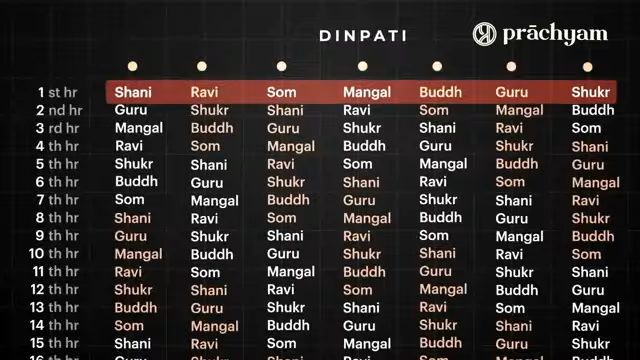 DINPATI
prāchyam
1 st hr Shani Ravi Som Mangal Buddh Guru Shukr
2 nd hr Guru Shukr Shani Ravi Som Mangal Buddh
3 rd hr Mangal Buddh Guru Shukr Shani Ravi Som
4 th hr Ravi Som Mangal Buddh Guru Shukr Shani
5 th hr Shukr Shani Ravi Som Mangal Buddh Guru
6 th hr Buddh Guru Shukr Shani Ravi Som Mangal
7 th hr Som Mangal Buddh Guru Shukr Shani Ravi
8 th hr Shani Ravi Som Mangal Buddh Guru Shukr
9 th hr Guru Shukr Shani Ravi Som Mangal Buddh
10 th hr Mangal Buddh Guru Shukr Shani Ravi Som
11 th hr Ravi Som Mangal Buddh Guru Shukr Shani
12 th hr Shukr Shani Ravi Som Mangal Buddh Guru
13 th hr Buddh Guru Shukr Shani Ravi Som Mangal
14 th hr Som Mangal Buddh Guru Shukr Shani Ravi
15 th hr Shani Ravi Som Mangal Buddh Guru Shukr